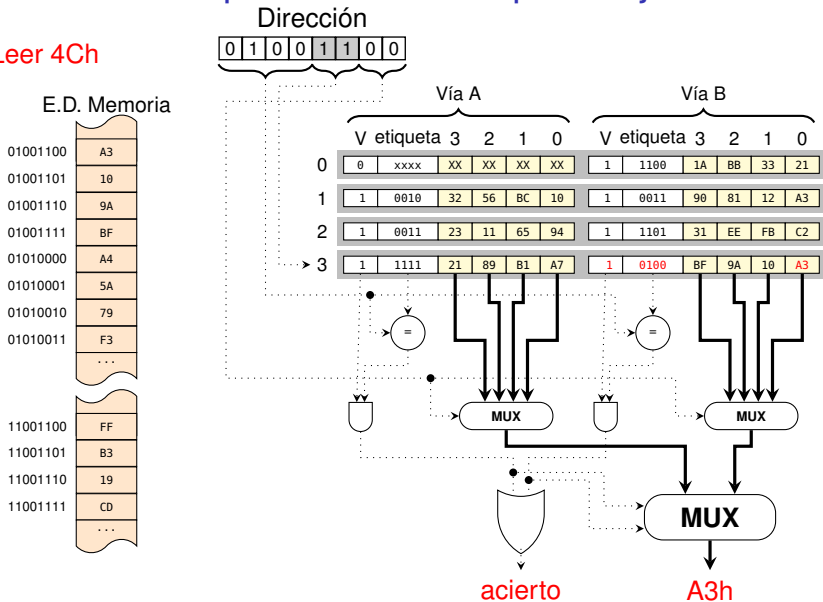 Dirección
0 1 0 0 1 1 0 0
Leer 4Ch
E.D. Memoria
01001100 A3
01001101 10
01001110 9A
01001111 BF
01010000 A4
01010001 5A
01010010 79
01010011 F3
...
11001100 FF
11001101 B3
11001110 19
11001111 CD
...
Vía A Vía B
V etiqueta 3 2 1 0 V etiqueta 3 2 1 0
0 0 xxxx XX XX XX XX 1 1100 1A BB 33 21
1 1 0010 32 56 BC 10 1 0011 90 81 12 A3
2 1 0011 23 11 65 94 1 1101 31 EE FB C2
3 1 1111 21 89 B1 A7 1 0100 BF 9A 10 A3
= =
MUX MUX
MUX
acierto A3h